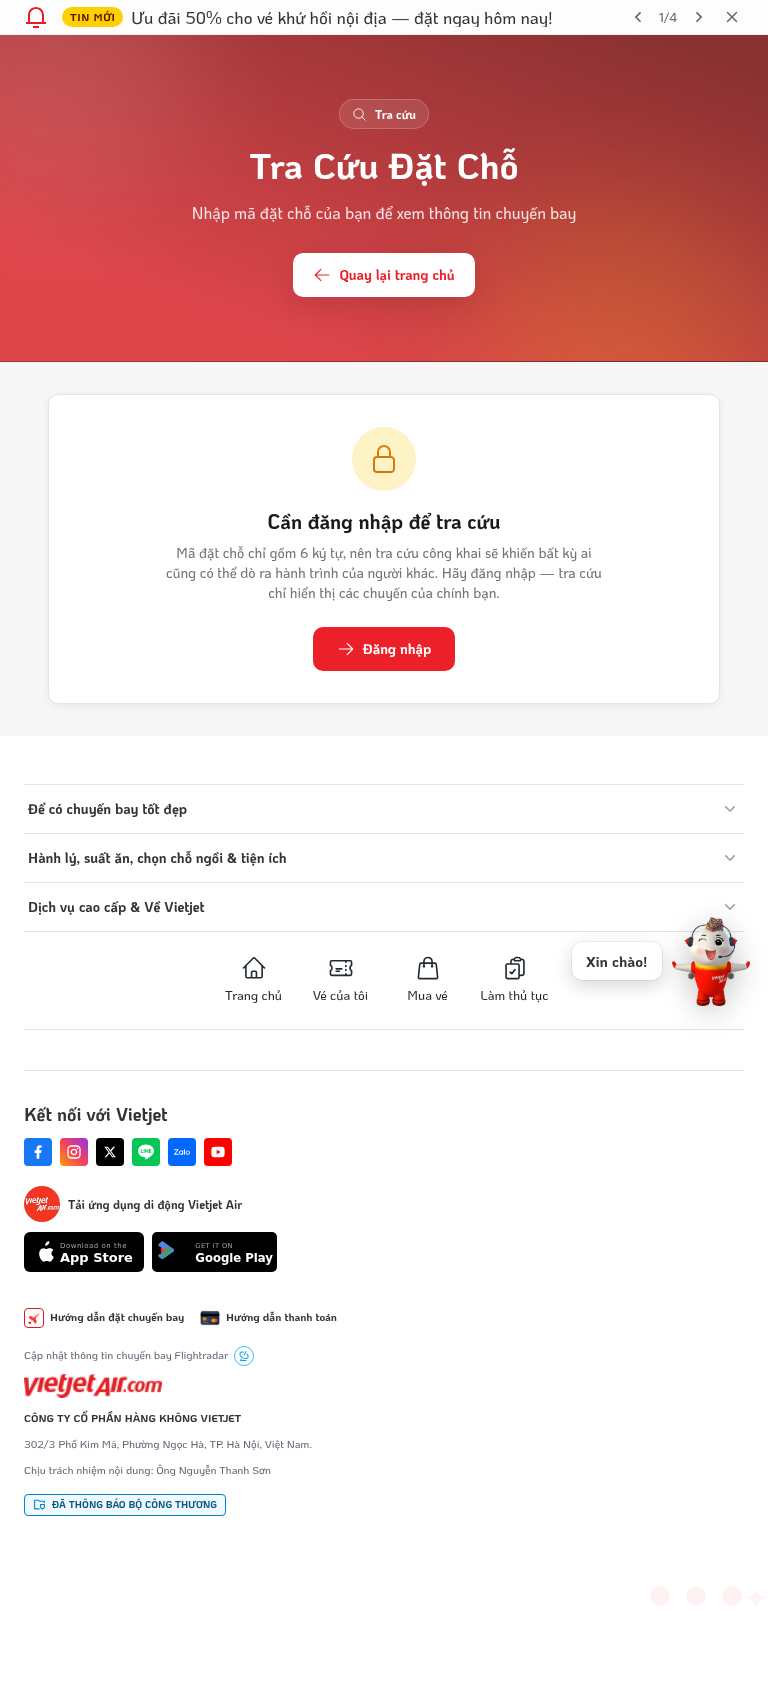 TIN MỚI Ưu đãi 50% cho vé khứ hồi nội địa — đặt ngay hôm nay! 1/4
Tra cứu
Tra Cứu Đặt Chỗ
Nhập mã đặt chỗ của bạn để xem thông tin chuyến bay
Quay lại trang chủ
Cần đăng nhập để tra cứu
Mã đặt chỗ chỉ gồm 6 ký tự, nên tra cứu công khai sẽ khiến bất kỳ ai
cũng có thể dò ra hành trình của người khác. Hãy đăng nhập — tra cứu
chỉ hiển thị các chuyến của chính bạn.
Đăng nhập
Để có chuyến bay tốt đẹp
Hành lý, suất ăn, chọn chỗ ngồi & tiện ích
Dịch vụ cao cấp & Về Vietjet
Xin chào!
Trang chủ Vé của tôi Mua vé Làm thủ tục
Kết nối với Vietjet
LINE Zalo
vietjet Air.com Tải ứng dụng di động Vietjet Air
Download on the App Store GET IT ON Google Play
Hướng dẫn đặt chuyến bay Hướng dẫn thanh toán
Cập nhật thông tin chuyến bay Flightradar
vietjetAir.com
CÔNG TY CỔ PHẦN HÀNG KHÔNG VIETJET
302/3 Phố Kim Mã, Phường Ngọc Hà, TP. Hà Nội, Việt Nam.
Chịu trách nhiệm nội dung: Ông Nguyễn Thanh Sơn
ĐÃ THÔNG BÁO BỘ CÔNG THƯƠNG